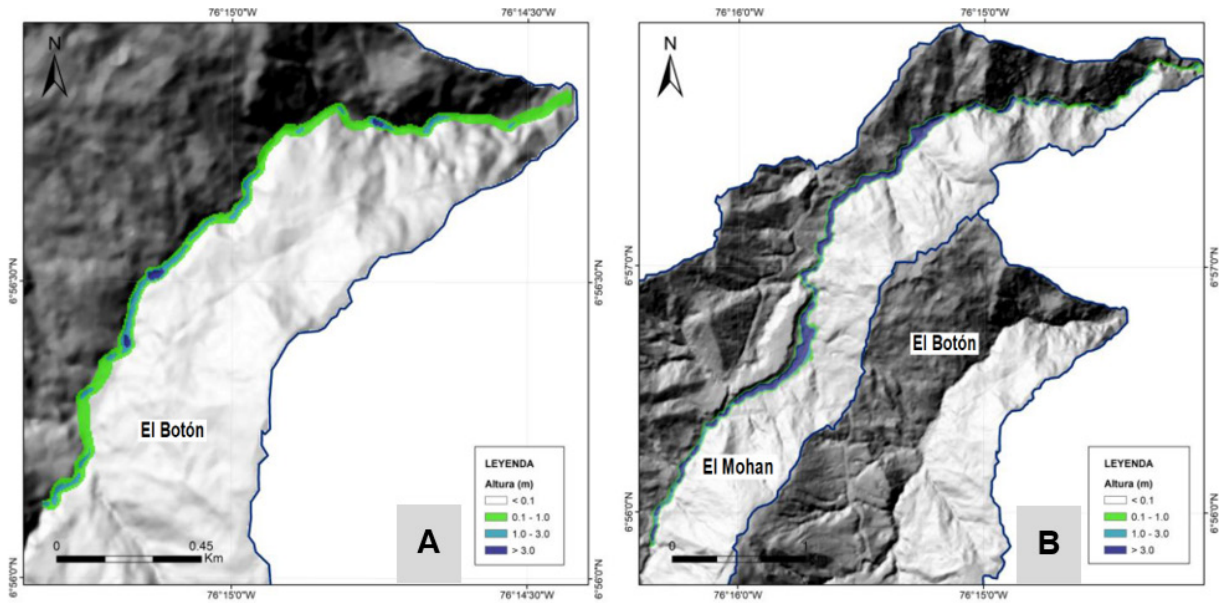 76°15'0"W
76°14'30"W
N
6°56'30"N
6°56'30"N
El Botón
LEYENDA
Altura (m)
< 0.1
0.1 - 1.0
1.0 - 3.0
> 3.0
A
0
0.45
Km
6°56'0"N
6°56'0"N
76°15'0"W
76°14'30"W
76°16'0"W
76°15'0"W
N
6°57'0"N
6°57'0"N
El Botón
El Mohan
LEYENDA
Altura (m)
< 0.1
0.1 - 1.0
1.0 - 3.0
> 3.0
B
6°56'0"N
6°56'0"N
0
1
76°16'0"W
76°15'0"W